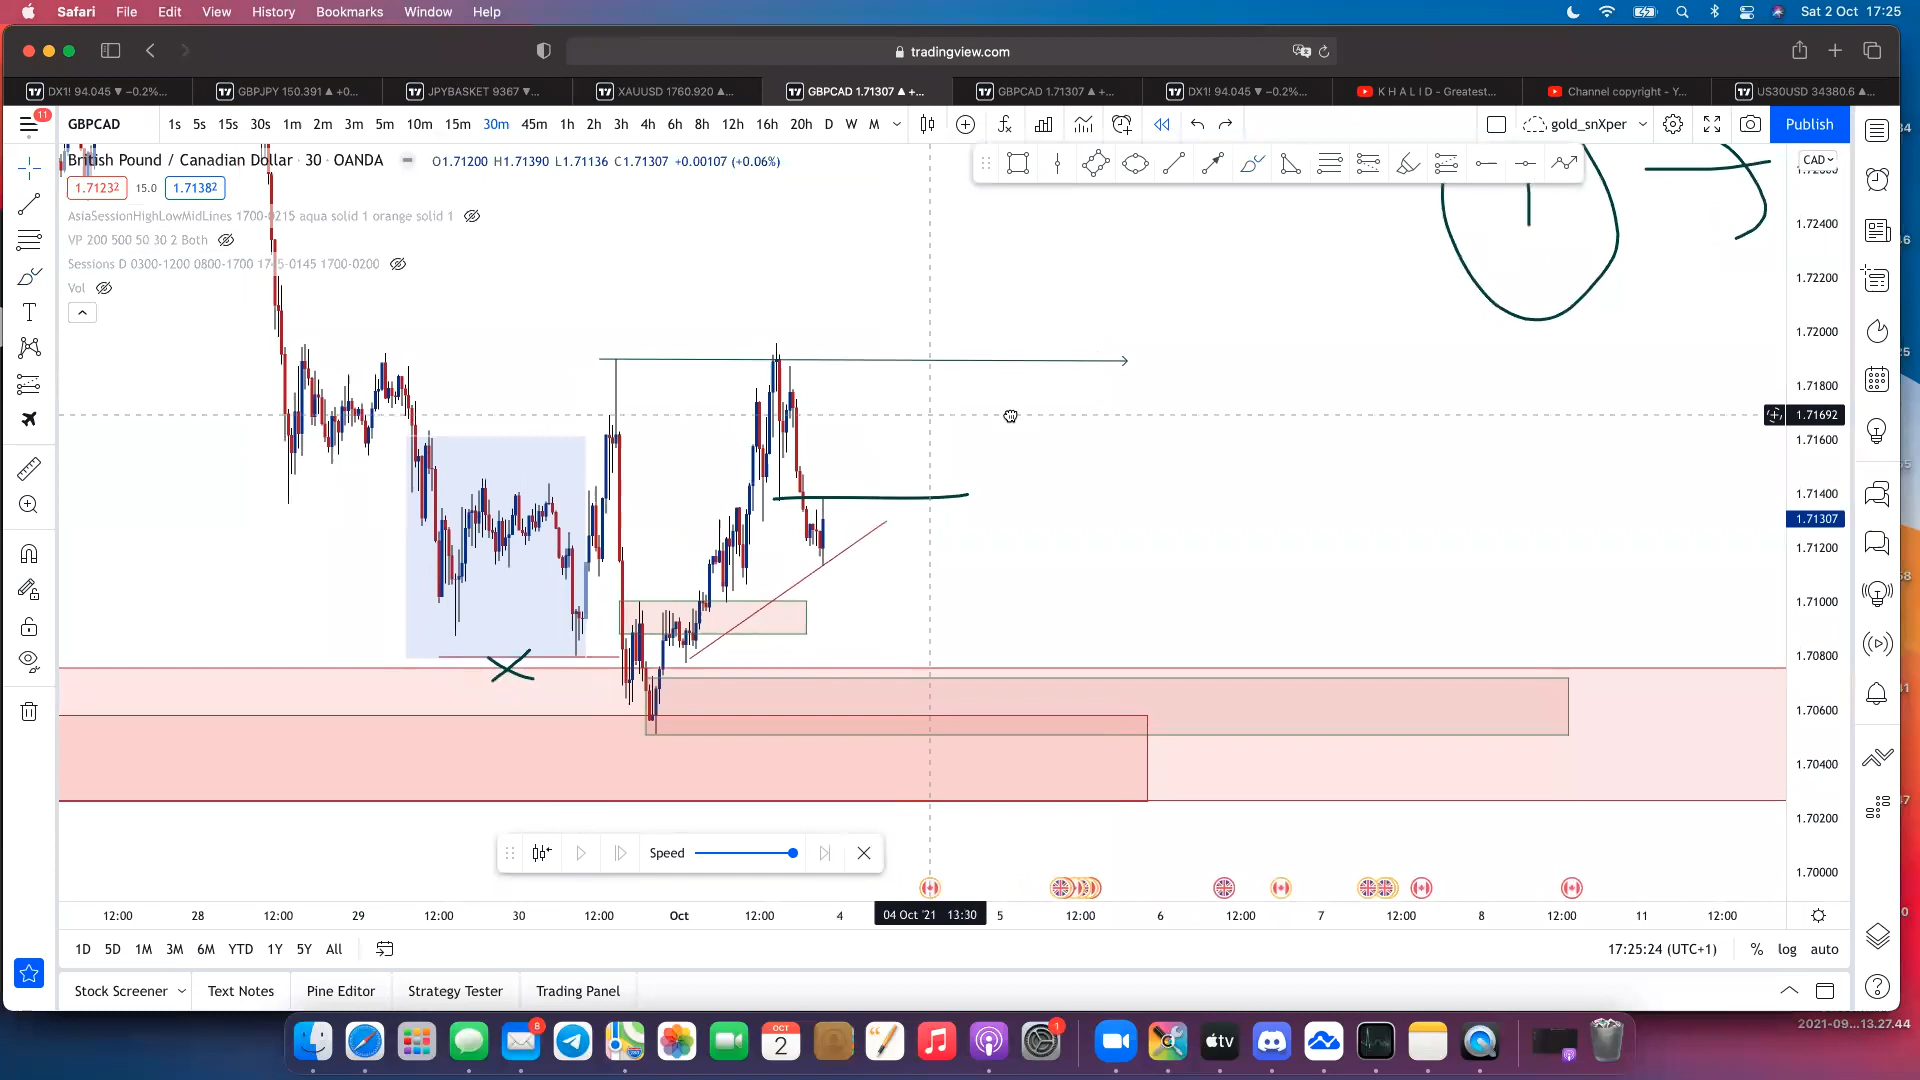 Safari File Edit View History Bookmarks Window Help Sat 2 Oct 17:25
tradingview.com
DX1! 94.045 ▼ −0.2%... GBPJPY 150.391 ▲ +0... JPYBASKET 9367 ▼... XAUUSD 1760.920 ▲... GBPCAD 1.71307 ▲ +... GBPCAD 1.71307 ▲ +... DX1! 94.045 ▼ −0.2%... K H A L I D - Greatest... Channel copyright - Y... US30USD 34380.6 ▲...
11
GBPCAD 1s 5s 15s 30s 1m 2m 3m 5m 10m 15m 30m 45m 1h 2h 3h 4h 6h 8h 12h 16h 20h D W M gold_snXper Publish
British Pound / Canadian Dollar · 30 · OANDA O1.71200 H1.71390 L1.71136 C1.71307 +0.00107 (+0.06%)
CAD
1.71232 15.0 1.71382
AsiaSessionHighLowMidLines 1700-0215 aqua solid 1 orange solid 1
VP 200 500 50 30 2 Both
Sessions D 0300-1200 0800-1700 1745-0145 1700-0200
Vol
1.72400
1.72200
1.72000
1.71800
1.71692
1.71600
1.71400
1.71307
1.71200
1.71000
1.70800
1.70600
1.70400
1.70200
1.70000
Speed
12:00 28 12:00 29 12:00 30 12:00 Oct 12:00 4 04 Oct '21 13:30 5 12:00 6 12:00 7 12:00 8 12:00 11 12:00
1D 5D 1M 3M 6M YTD 1Y 5Y All 17:25:24 (UTC+1) % log auto
Stock Screener Text Notes Pine Editor Strategy Tester Trading Panel
2021-09...13.27.44
8
OCT
2
1
tv